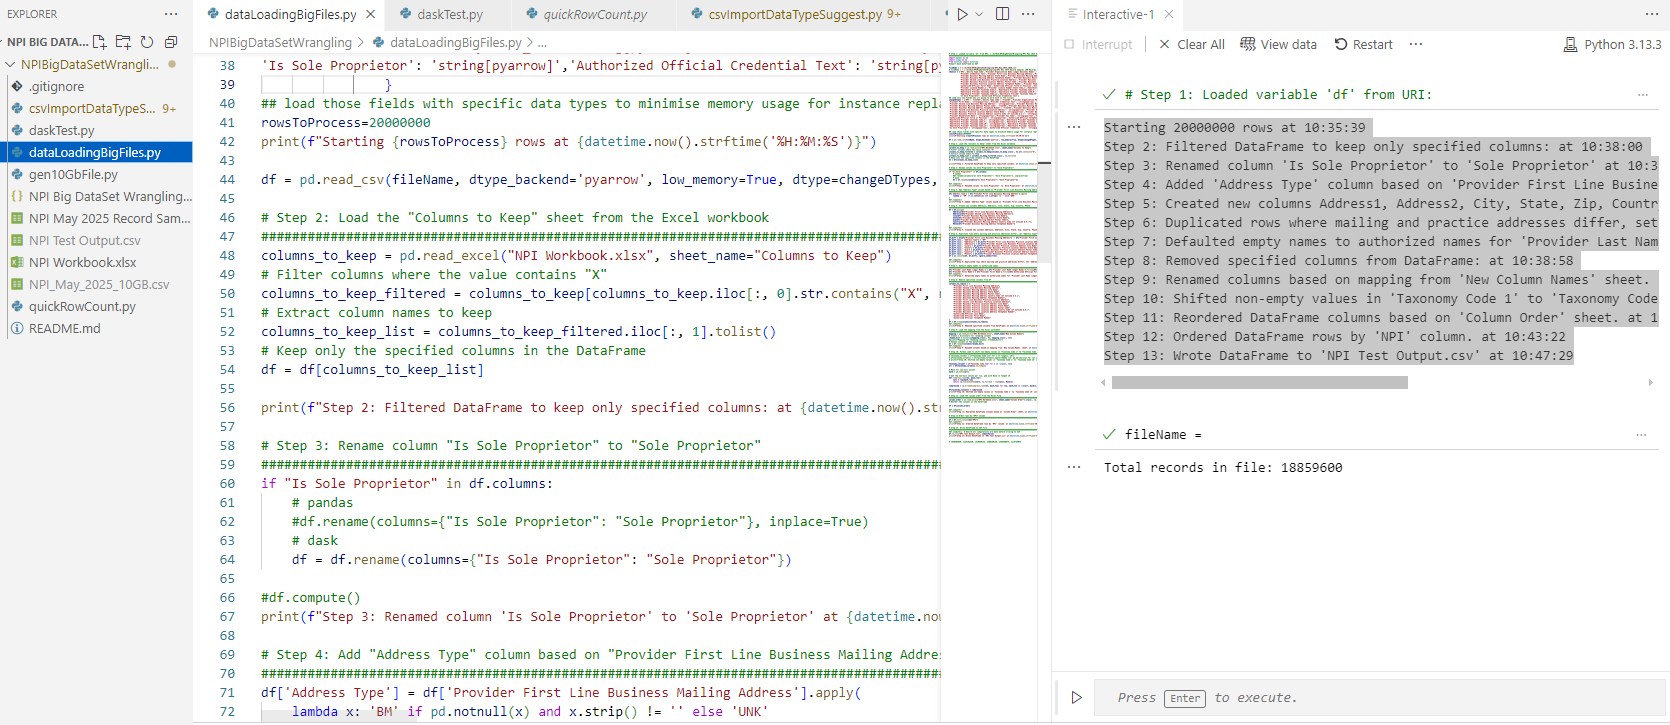 EXPLORER
NPI BIG DATA...
NPIBigDataSetWrangli...
.gitignore
csvImportDataTypeS... 9+
daskTest.py
dataLoadingBigFiles.py
gen10GbFile.py
NPI Big DataSet Wrangling...
NPI May 2025 Record Sam...
NPI Test Output.csv
NPI Workbook.xlsx
NPI_May_2025_10GB.csv
quickRowCount.py
README.md
dataLoadingBigFiles.py
daskTest.py
quickRowCount.py
csvImportDataTypeSuggest.py 9+
NPIBigDataSetWrangling > dataLoadingBigFiles.py > ...
38 'Is Sole Proprietor': 'string[pyarrow]','Authorized Official Credential Text': 'string[py
39 }
40 ## load those fields with specific data types to minimise memory usage for instance repl
41 rowsToProcess=20000000
42 print(f"Starting {rowsToProcess} rows at {datetime.now().strftime('%H:%M:%S')}")
43
44 df = pd.read_csv(fileName, dtype_backend='pyarrow', low_memory=True, dtype=changeDTypes,
45
46 # Step 2: Load the "Columns to Keep" sheet from the Excel workbook
47 ########################################################################################
48 columns_to_keep = pd.read_excel("NPI Workbook.xlsx", sheet_name="Columns to Keep")
49 # Filter columns where the value contains "X"
50 columns_to_keep_filtered = columns_to_keep[columns_to_keep.iloc[:, 0].str.contains("X",
51 # Extract column names to keep
52 columns_to_keep_list = columns_to_keep_filtered.iloc[:, 1].tolist()
53 # Keep only the specified columns in the DataFrame
54 df = df[columns_to_keep_list]
55
56 print(f"Step 2: Filtered DataFrame to keep only specified columns: at {datetime.now().st
57
58 # Step 3: Rename column "Is Sole Proprietor" to "Sole Proprietor"
59 ########################################################################################
60 if "Is Sole Proprietor" in df.columns:
61 # pandas
62 #df.rename(columns={"Is Sole Proprietor": "Sole Proprietor"}, inplace=True)
63 # dask
64 df = df.rename(columns={"Is Sole Proprietor": "Sole Proprietor"})
65
66 #df.compute()
67 print(f"Step 3: Renamed column 'Is Sole Proprietor' to 'Sole Proprietor' at {datetime.no
68
69 # Step 4: Add "Address Type" column based on "Provider First Line Business Mailing Addre
70 ########################################################################################
71 df['Address Type'] = df['Provider First Line Business Mailing Address'].apply(
72 lambda x: 'BM' if pd.notnull(x) and x.strip() != '' else 'UNK'
Interactive-1
Interrupt Clear All View data Restart ... Python 3.13.3
# Step 1: Loaded variable 'df' from URI:
Starting 20000000 rows at 10:35:39
Step 2: Filtered DataFrame to keep only specified columns: at 10:38:00
Step 3: Renamed column 'Is Sole Proprietor' to 'Sole Proprietor' at 10:3
Step 4: Added 'Address Type' column based on 'Provider First Line Busine
Step 5: Created new columns Address1, Address2, City, State, Zip, Countr
Step 6: Duplicated rows where mailing and practice addresses differ, set
Step 7: Defaulted empty names to authorized names for 'Provider Last Nam
Step 8: Removed specified columns from DataFrame: at 10:38:58
Step 9: Renamed columns based on mapping from 'New Column Names' sheet.
Step 10: Shifted non-empty values in 'Taxonomy Code 1' to 'Taxonomy Code
Step 11: Reordered DataFrame columns based on 'Column Order' sheet. at 1
Step 12: Ordered DataFrame rows by 'NPI' column. at 10:43:22
Step 13: Wrote DataFrame to 'NPI Test Output.csv' at 10:47:29
fileName =
Total records in file: 18859600
Press Enter to execute.